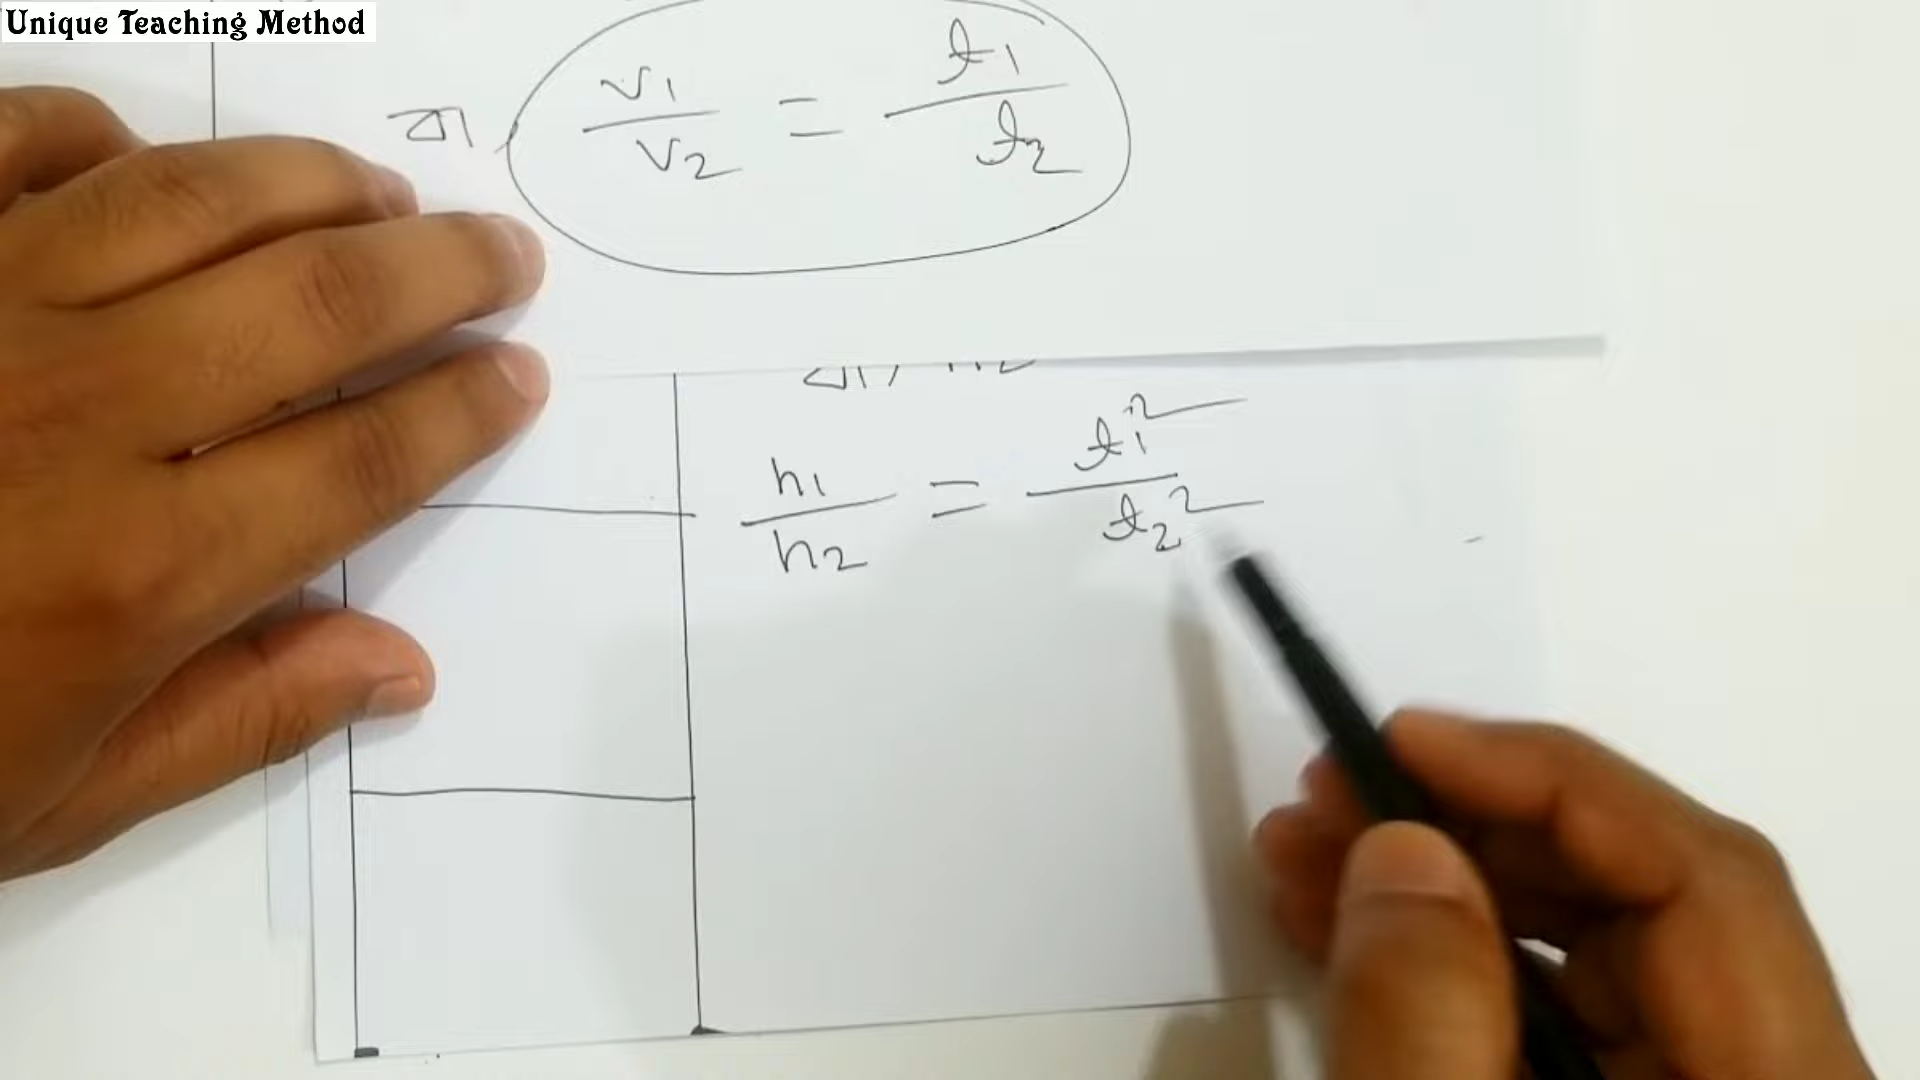 Unique Teaching Method
বা, v1/v2 = t1/t2
h1/h2 = t1²/t2²